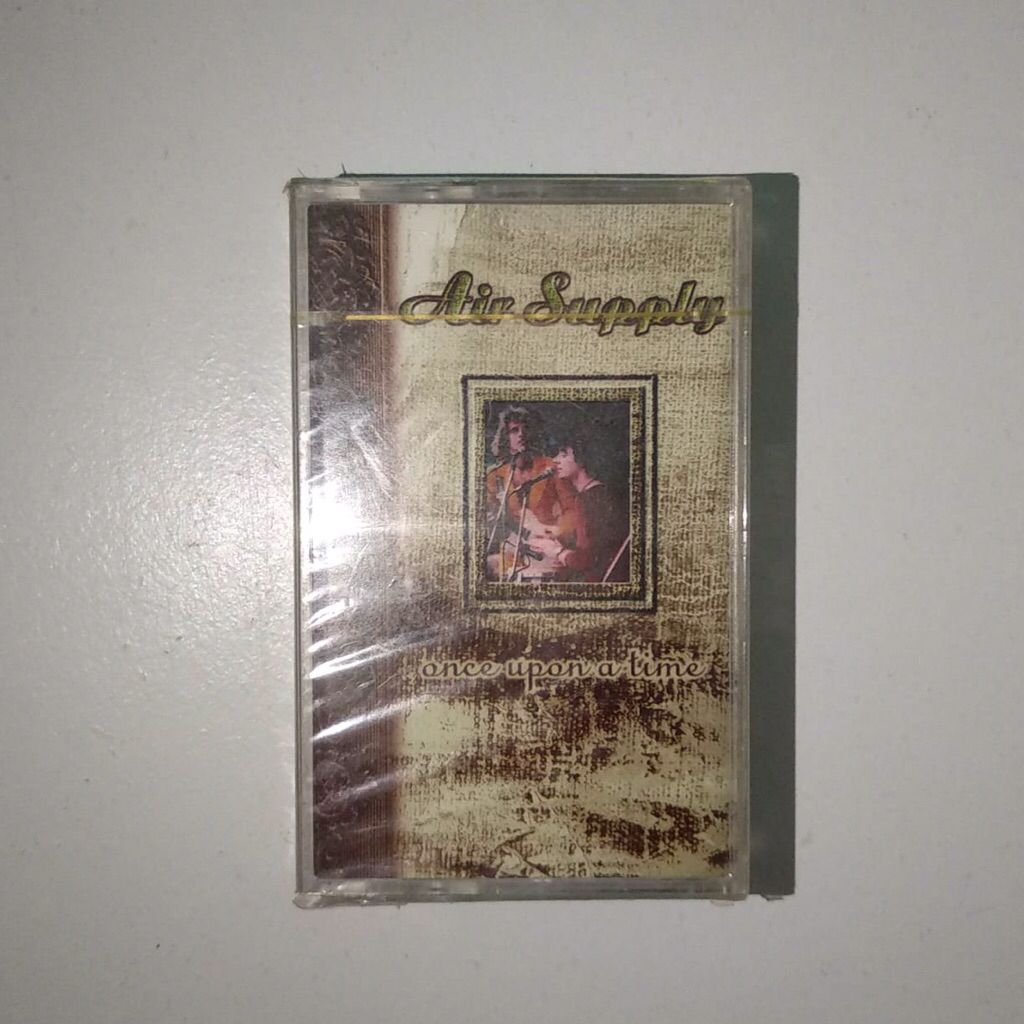 Air Supply
once upon a time